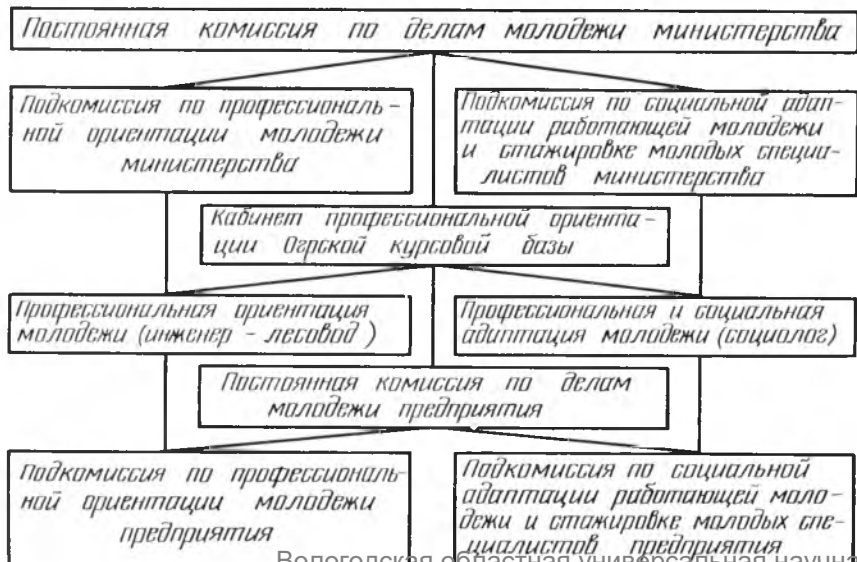 Постоянная комиссия по делам молодежи министерства
Подкомиссия по профессиональ-
ной ориентации молодежи
министерства
Подкомиссия по социальной адап-
тации работающей молодежи
и стажировке молодых специа-
листов министерства
Кабинет профессиональной ориента-
ции Огрской курсовой базы
Профессиональная ориентация
молодежи (инженер - лесовод)
Профессиональная и социальная
адаптация молодежи (социолог)
Постоянная комиссия по делам
молодежи предприятия
Подкомиссия по профессиональ-
ной ориентации молодежи
предприятия
Подкомиссия по социальной
адаптации работающей моло-
дежи и стажировке молодых спе-
циалистов предприятия
Вологодская областная универсальная научна